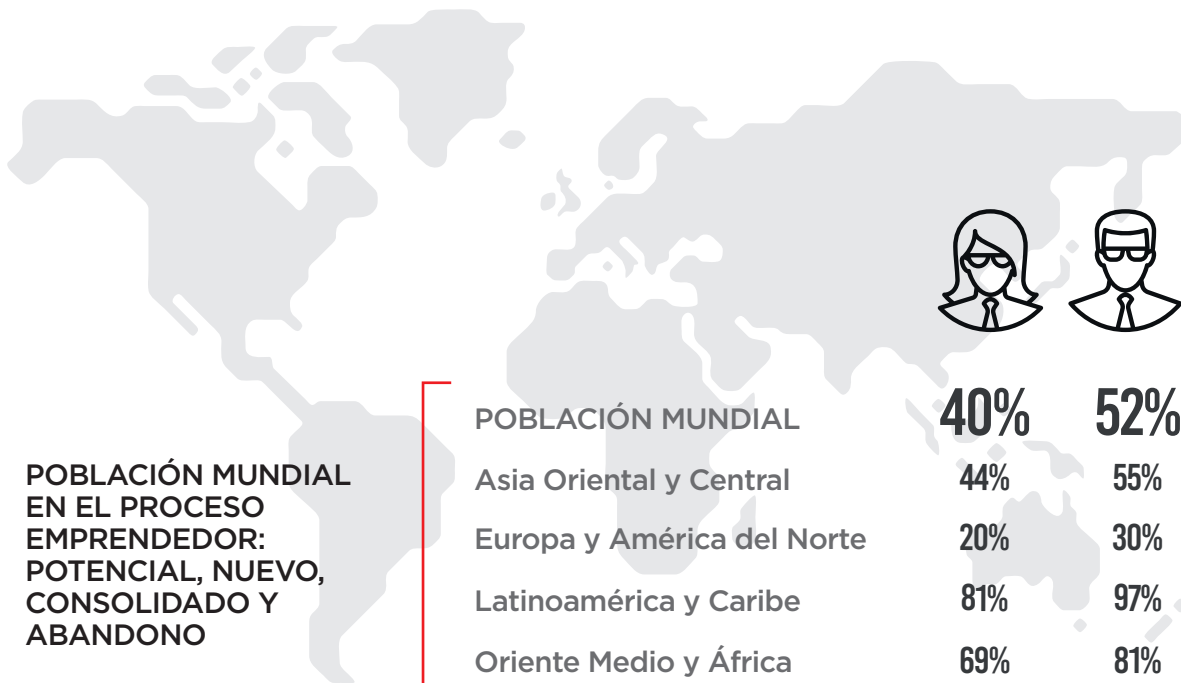 POBLACIÓN MUNDIAL
EN EL PROCESO
EMPRENDEDOR:
POTENCIAL, NUEVO,
CONSOLIDADO Y
ABANDONO
POBLACIÓN MUNDIAL 40% 52%
Asia Oriental y Central 44% 55%
Europa y América del Norte 20% 30%
Latinoamérica y Caribe 81% 97%
Oriente Medio y África 69% 81%